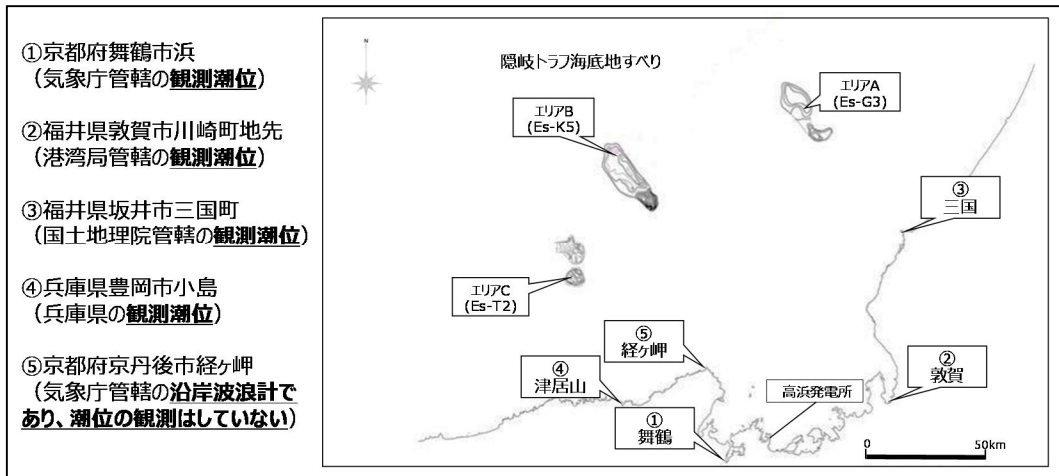 ①京都府舞鶴市浜
（気象庁管轄の観測潮位）
②福井県敦賀市川崎町地先
（港湾局管轄の観測潮位）
③福井県坂井市三国町
（国土地理院管轄の観測潮位）
④兵庫県豊岡市小島
（兵庫県の観測潮位）
⑤京都府京丹後市経ヶ岬
（気象庁管轄の沿岸波浪計で
あり、潮位の観測はしていない）
N
隠岐トラフ海底地すべり
エリアA
(Es-G3)
エリアB
(Es-K5)
③
三国
エリアC
(Es-T2)
⑤
経ケ岬
④
津居山
②
敦賀
高浜発電所
①
舞鶴
0
50km